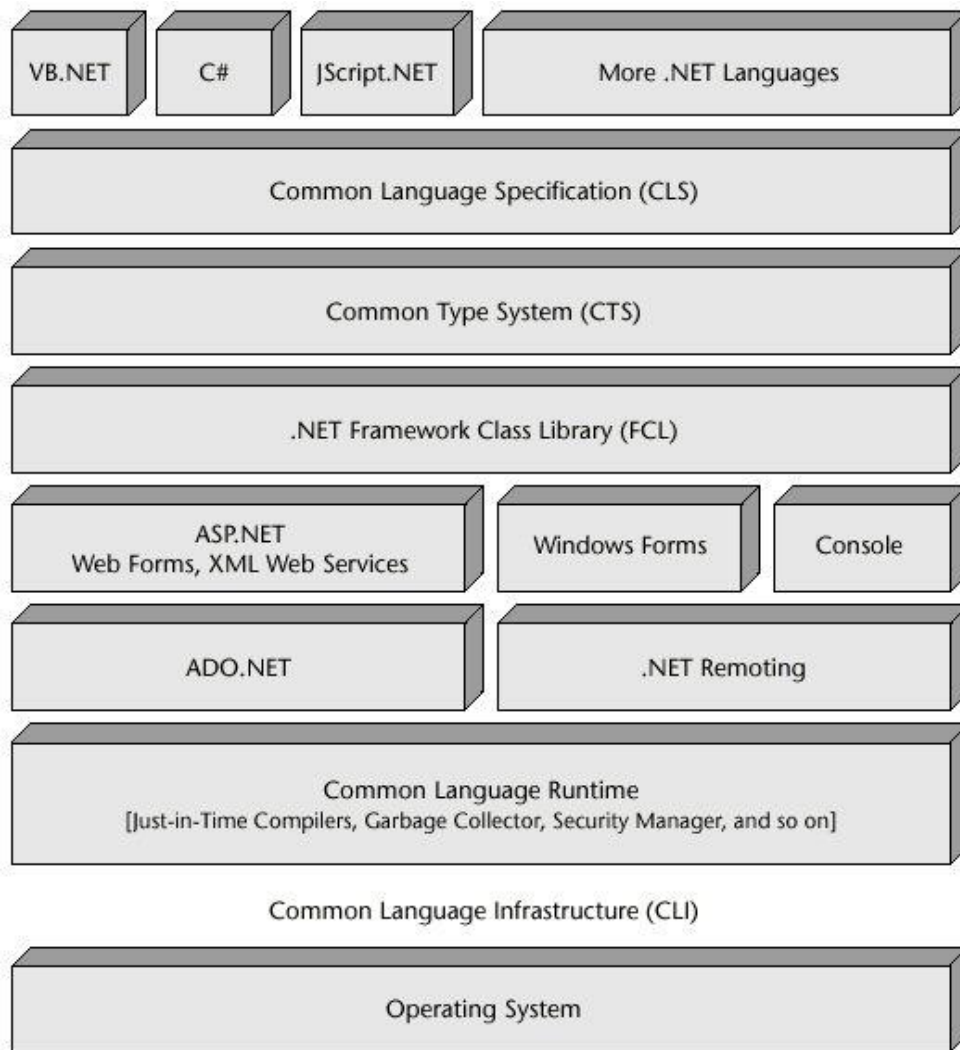 VB.NET
C#
JScript.NET
More .NET Languages
Common Language Specification (CLS)
Common Type System (CTS)
.NET Framework Class Library (FCL)
ASP.NET
Web Forms, XML Web Services
Windows Forms
Console
ADO.NET
.NET Remoting
Common Language Runtime
[Just-in-Time Compilers, Garbage Collector, Security Manager, and so on]
Common Language Infrastructure (CLI)
Operating System